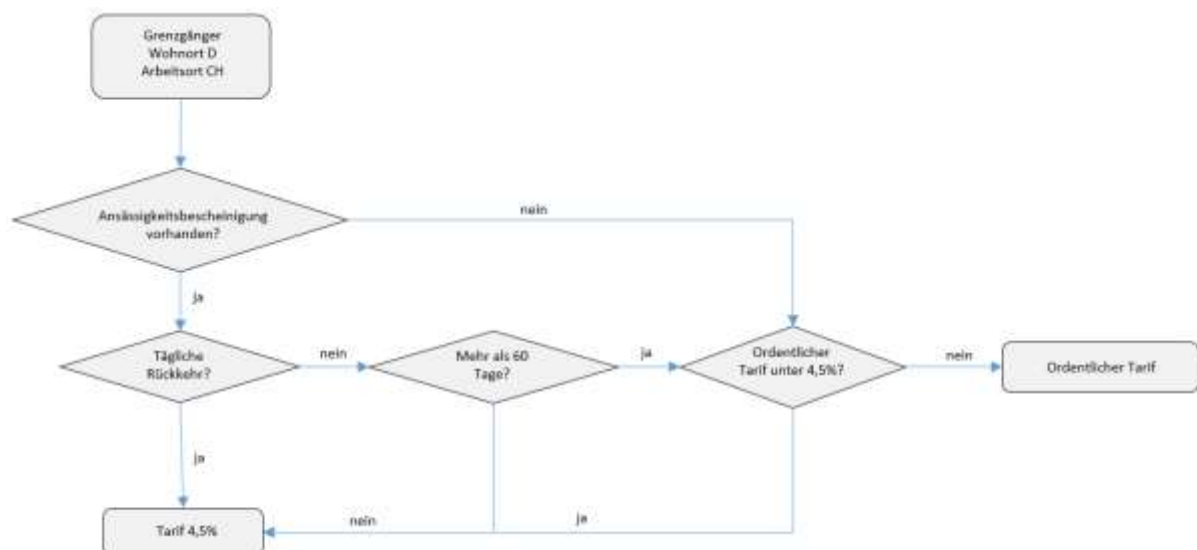 Grenzgänger
Wohnort D
Arbeitsort CH
Ansässigkeitsbescheinigung
vorhanden?
nein
ja
Tägliche
Rückkehr?
nein
Mehr als 60
Tage?
ja
Ordentlicher
Tarif unter 4,5%?
nein
Ordentlicher Tarif
ja
Tarif 4,5%
nein
ja